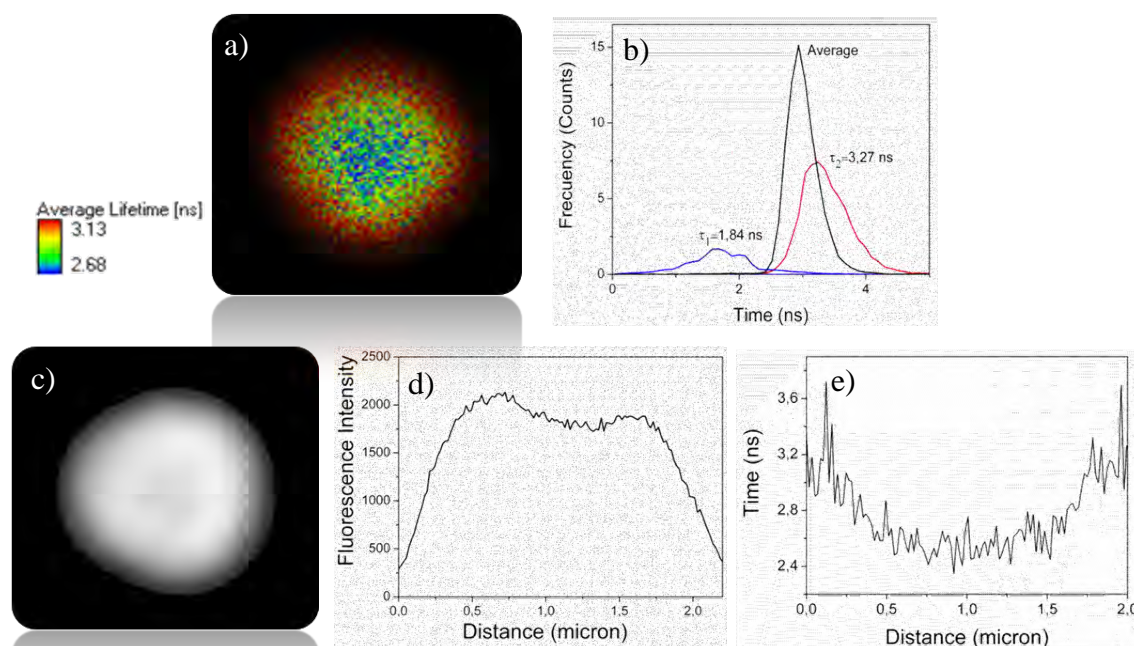 a)
Average Lifetime [ns]
3.13
2.68
b)
Frecuency (Counts)
15
10
5
0
Average
τ2=3,27 ns
τ1=1,84 ns
0 2 4
Time (ns)
c)
d)
Fluorescence Intensity
2500
2000
1500
1000
500
0
0,0 0,5 1,0 1,5 2,0
Distance (micron)
e)
Time (ns)
3,6
3,2
2,8
2,4
0,0 0,5 1,0 1,5 2,0
Distance (micron)